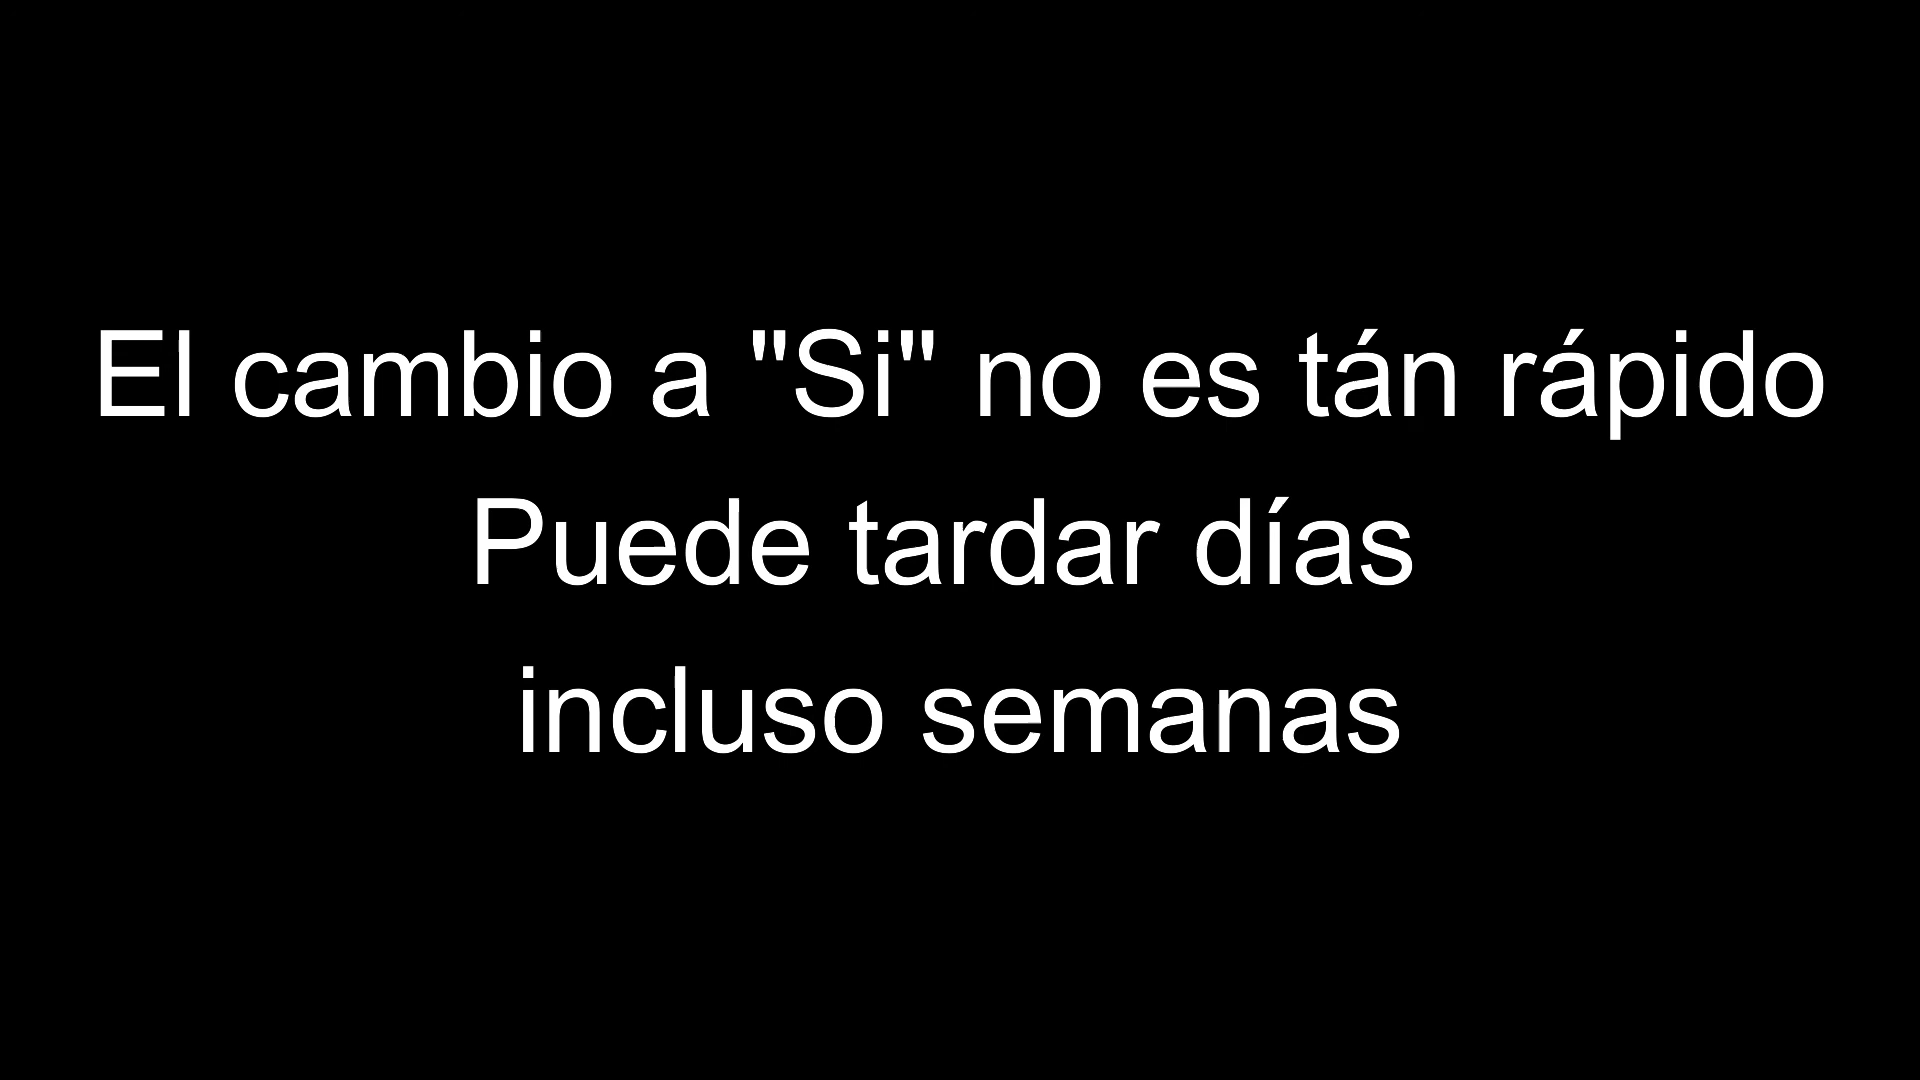 El cambio a "Si" no es tán rápido
Puede tardar días
incluso semanas